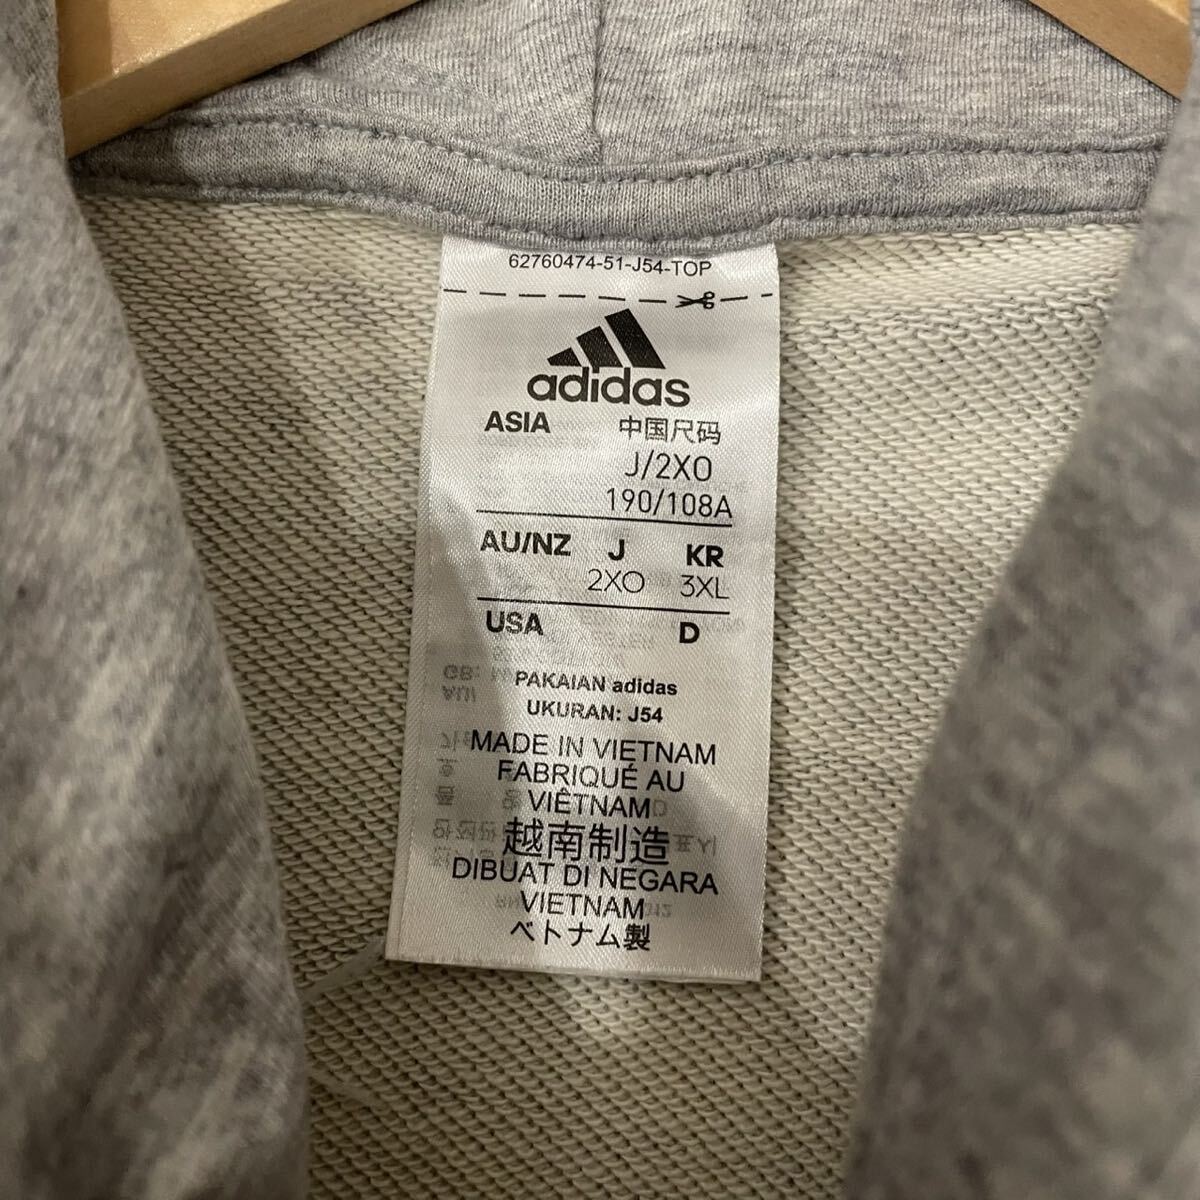 62760474-51-J54-TOP
adidas
ASIA 中国尺码
J/2XO
190/108A
AU/NZ J KR
2XO 3XL
USA D
PAKAIAN adidas
UKURAN: J54
MADE IN VIETNAM
FABRIQUÉ AU
VIÊTNAM
越南制造
DIBUAT DI NEGARA
VIETNAM
ベトナム製